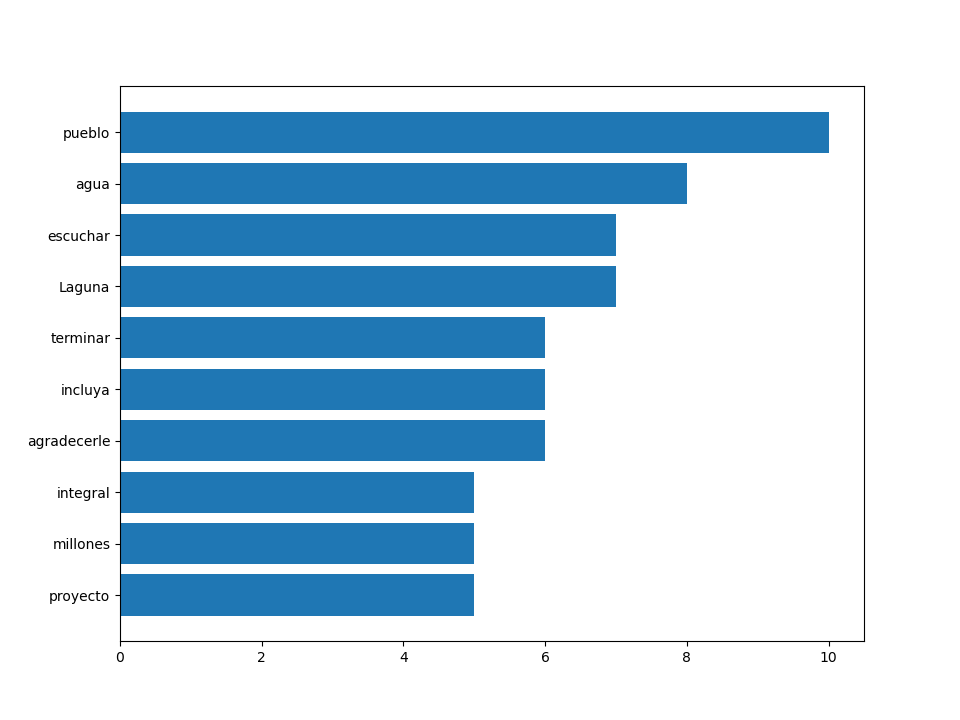 pueblo
agua
escuchar
Laguna
terminar
incluya
agradecerle
integral
millones
proyecto
0 2 4 6 8 10